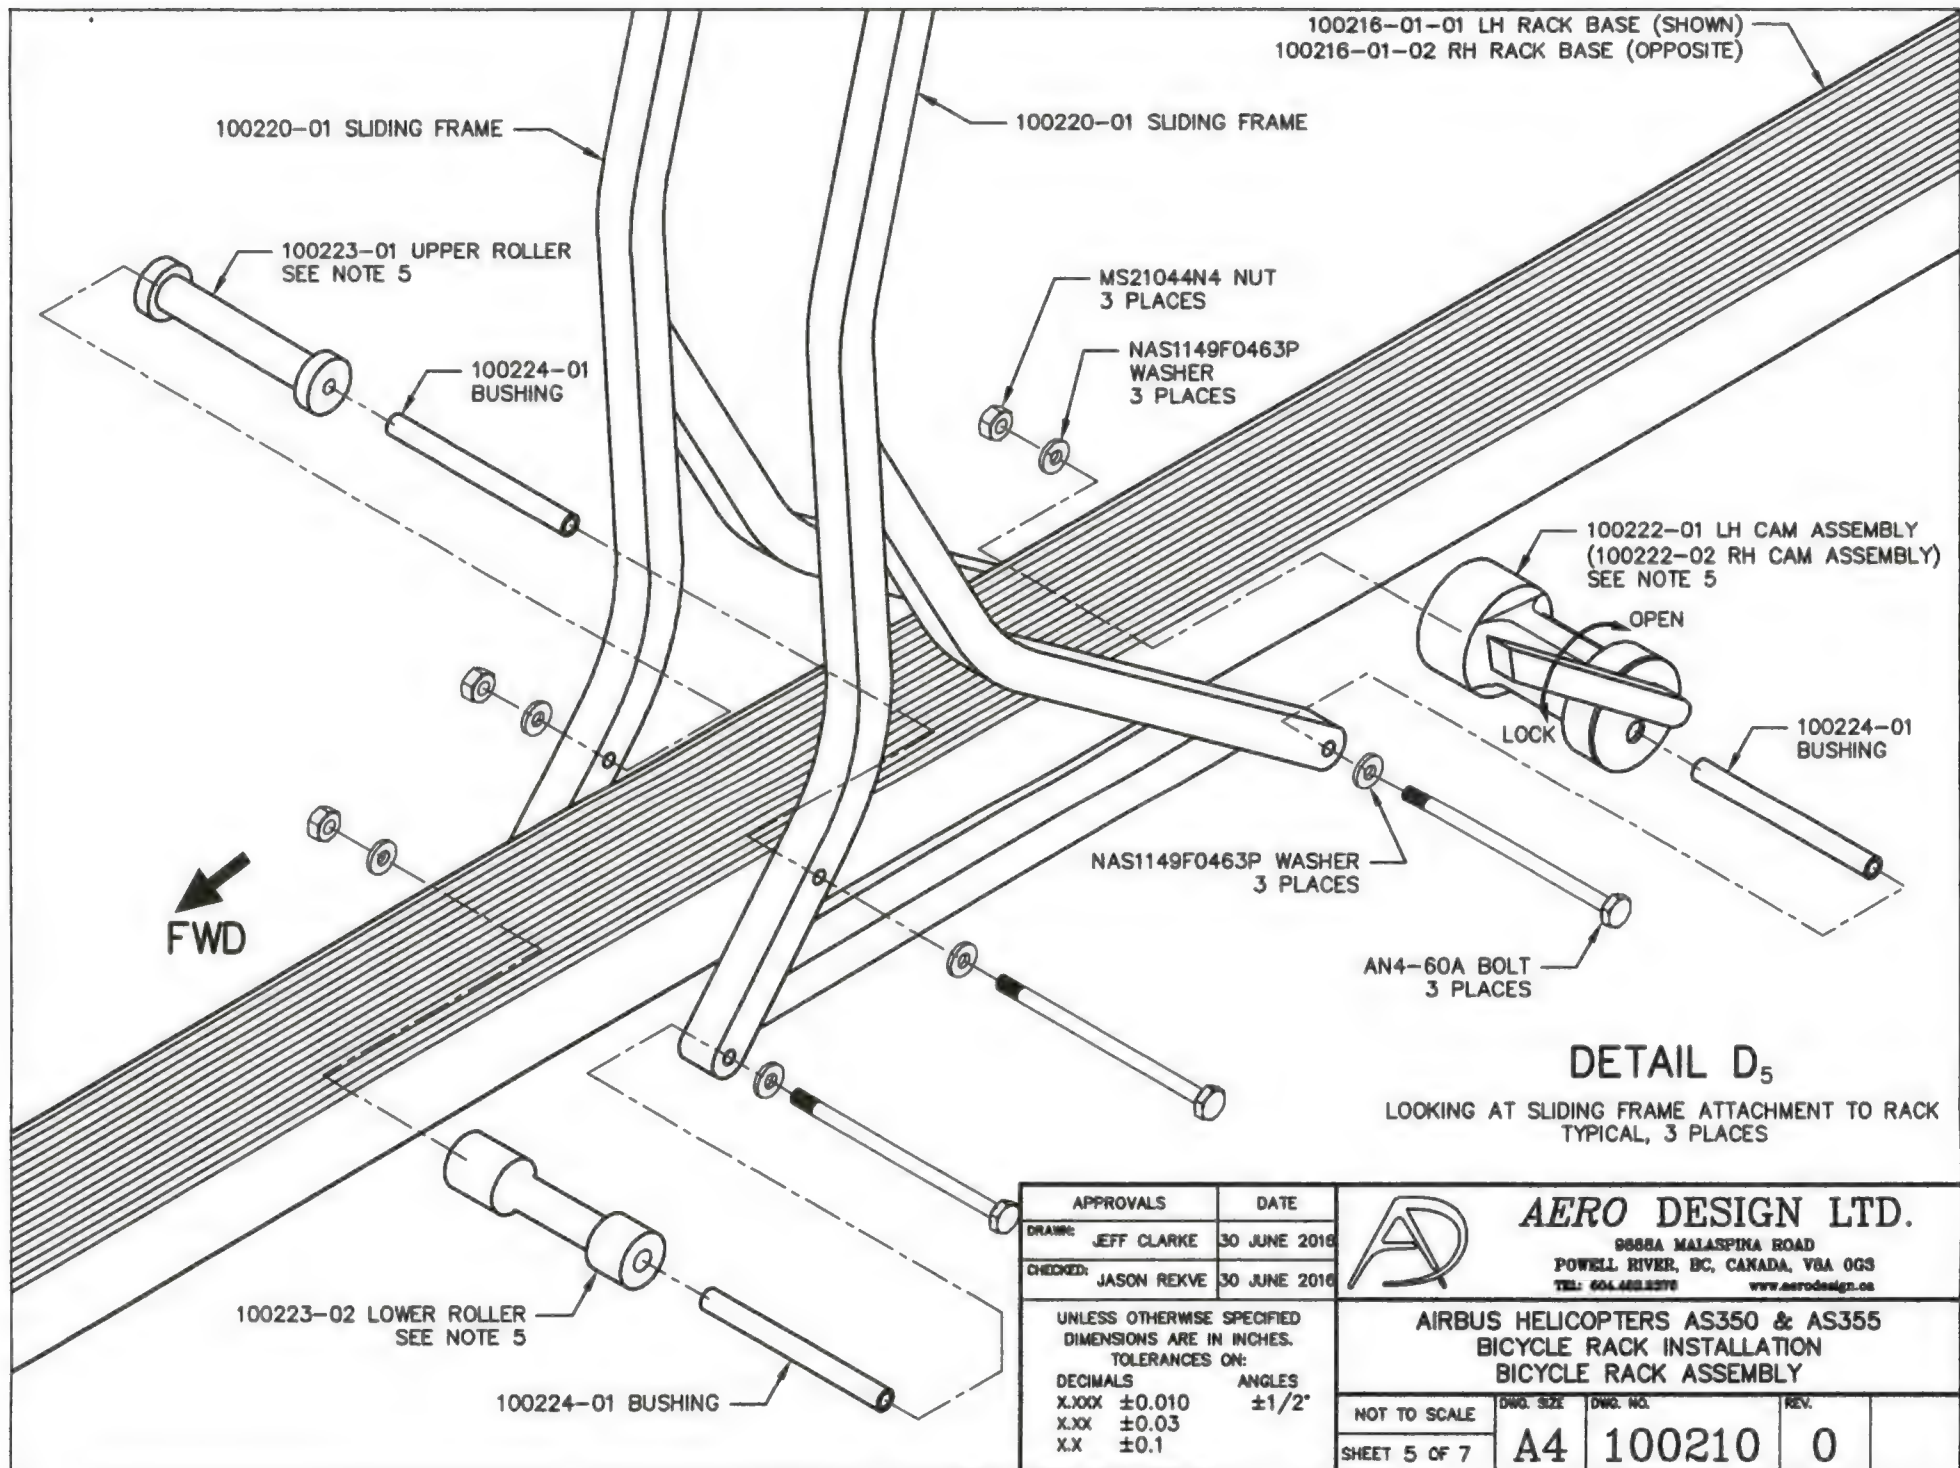 100216-01-01 LH RACK BASE (SHOWN)
100216-01-02 RH RACK BASE (OPPOSITE)
100220-01 SLIDING FRAME
100220-01 SLIDING FRAME
100223-01 UPPER ROLLER
SEE NOTE 5
MS21044N4 NUT
3 PLACES
NAS1149F0463P
WASHER
3 PLACES
100224-01
BUSHING
100222-01 LH CAM ASSEMBLY
(100222-02 RH CAM ASSEMBLY)
SEE NOTE 5
OPEN
LOCK
100224-01
BUSHING
NAS1149F0463P WASHER
3 PLACES
FWD
AN4-60A BOLT
3 PLACES
DETAIL D5
LOOKING AT SLIDING FRAME ATTACHMENT TO RACK
TYPICAL, 3 PLACES
100223-02 LOWER ROLLER
SEE NOTE 5
100224-01 BUSHING
APPROVALS DATE
DRAWN: JEFF CLARKE 30 JUNE 2016
CHECKED: JASON REKVE 30 JUNE 2016
UNLESS OTHERWISE SPECIFIED
DIMENSIONS ARE IN INCHES.
TOLERANCES ON:
DECIMALS ANGLES
X.XXX ±0.010 ±1/2°
X.XX ±0.03
X.X ±0.1
AD
AERO DESIGN LTD.
MALASPINA ROAD
POWELL RIVER, BC, CANADA, V8A 0G3
TEL: www.aerodesign.ca
AIRBUS HELICOPTERS AS350 & AS355
BICYCLE RACK INSTALLATION
BICYCLE RACK ASSEMBLY
NOT TO SCALE
SHEET 5 OF 7
DWG. SIZE
A4
DWG. NO.
100210
REV.
0